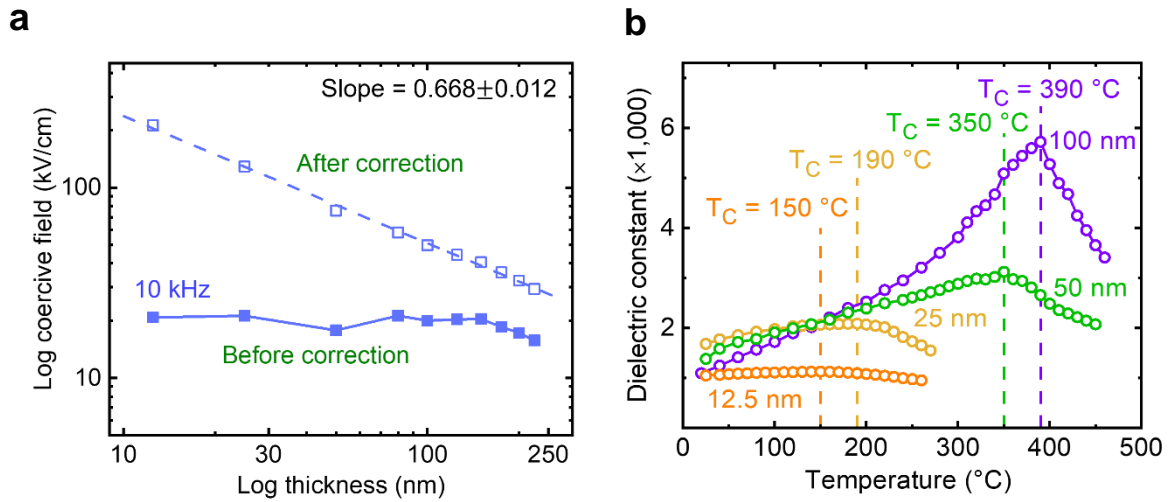 a
Log coercive field (kV/cm)
100
10
Slope = 0.668±0.012
After correction
10 kHz
Before correction
10
30
100
250
Log thickness (nm)
b
Dielectric constant (×1,000)
6
4
2
T_C = 390 °C
T_C = 350 °C
100 nm
T_C = 190 °C
T_C = 150 °C
50 nm
25 nm
12.5 nm
0
100
200
300
400
500
Temperature (°C)